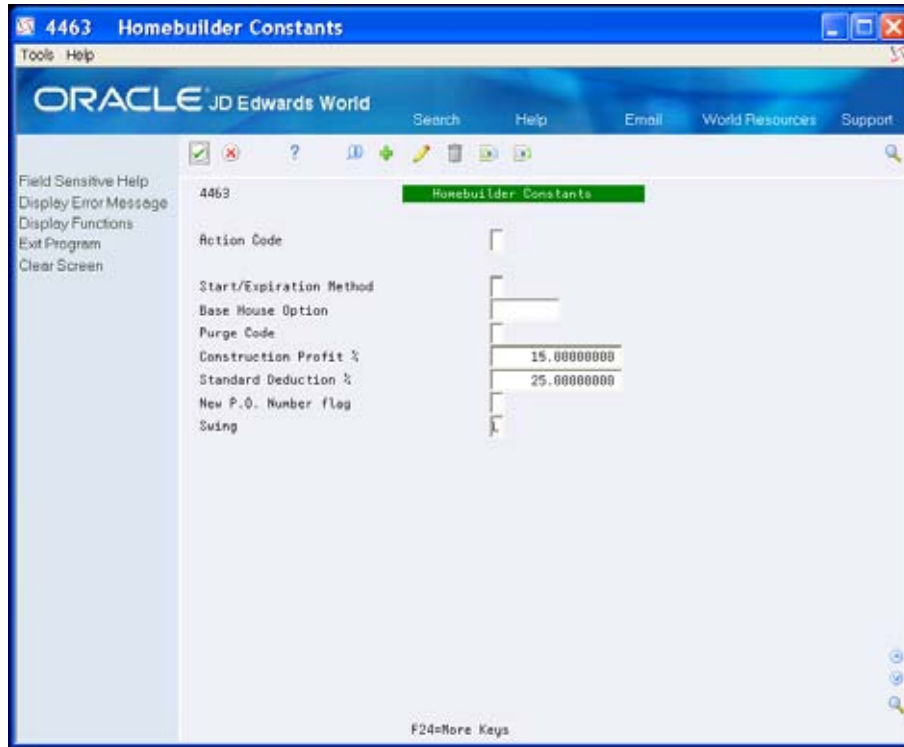 4463 Homebuilder Constants
Tools Help
ORACLE JD Edwards World
Search Help Email World Resources Support
Field Sensitive Help
Display Error Message
Display Functions
Exit Program
Clear Screen
4463 Homebuilder Constants
Action Code
Start/Expiration Method
Base House Option
Purge Code
Construction Profit % 15.00000000
Standard Deduction % 25.00000000
New P.O. Number flag
Swing L
F24=More Keys